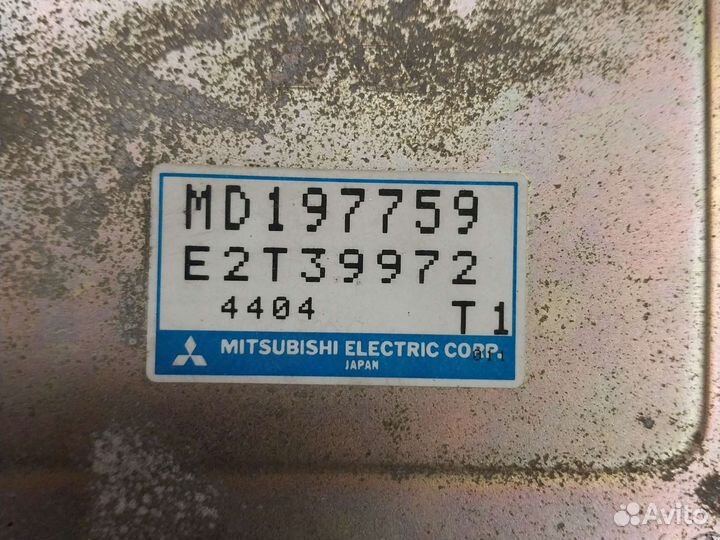 MD197759
E2T39972
4404 T1
MITSUBISHI ELECTRIC CORP.
JAPAN
Avito